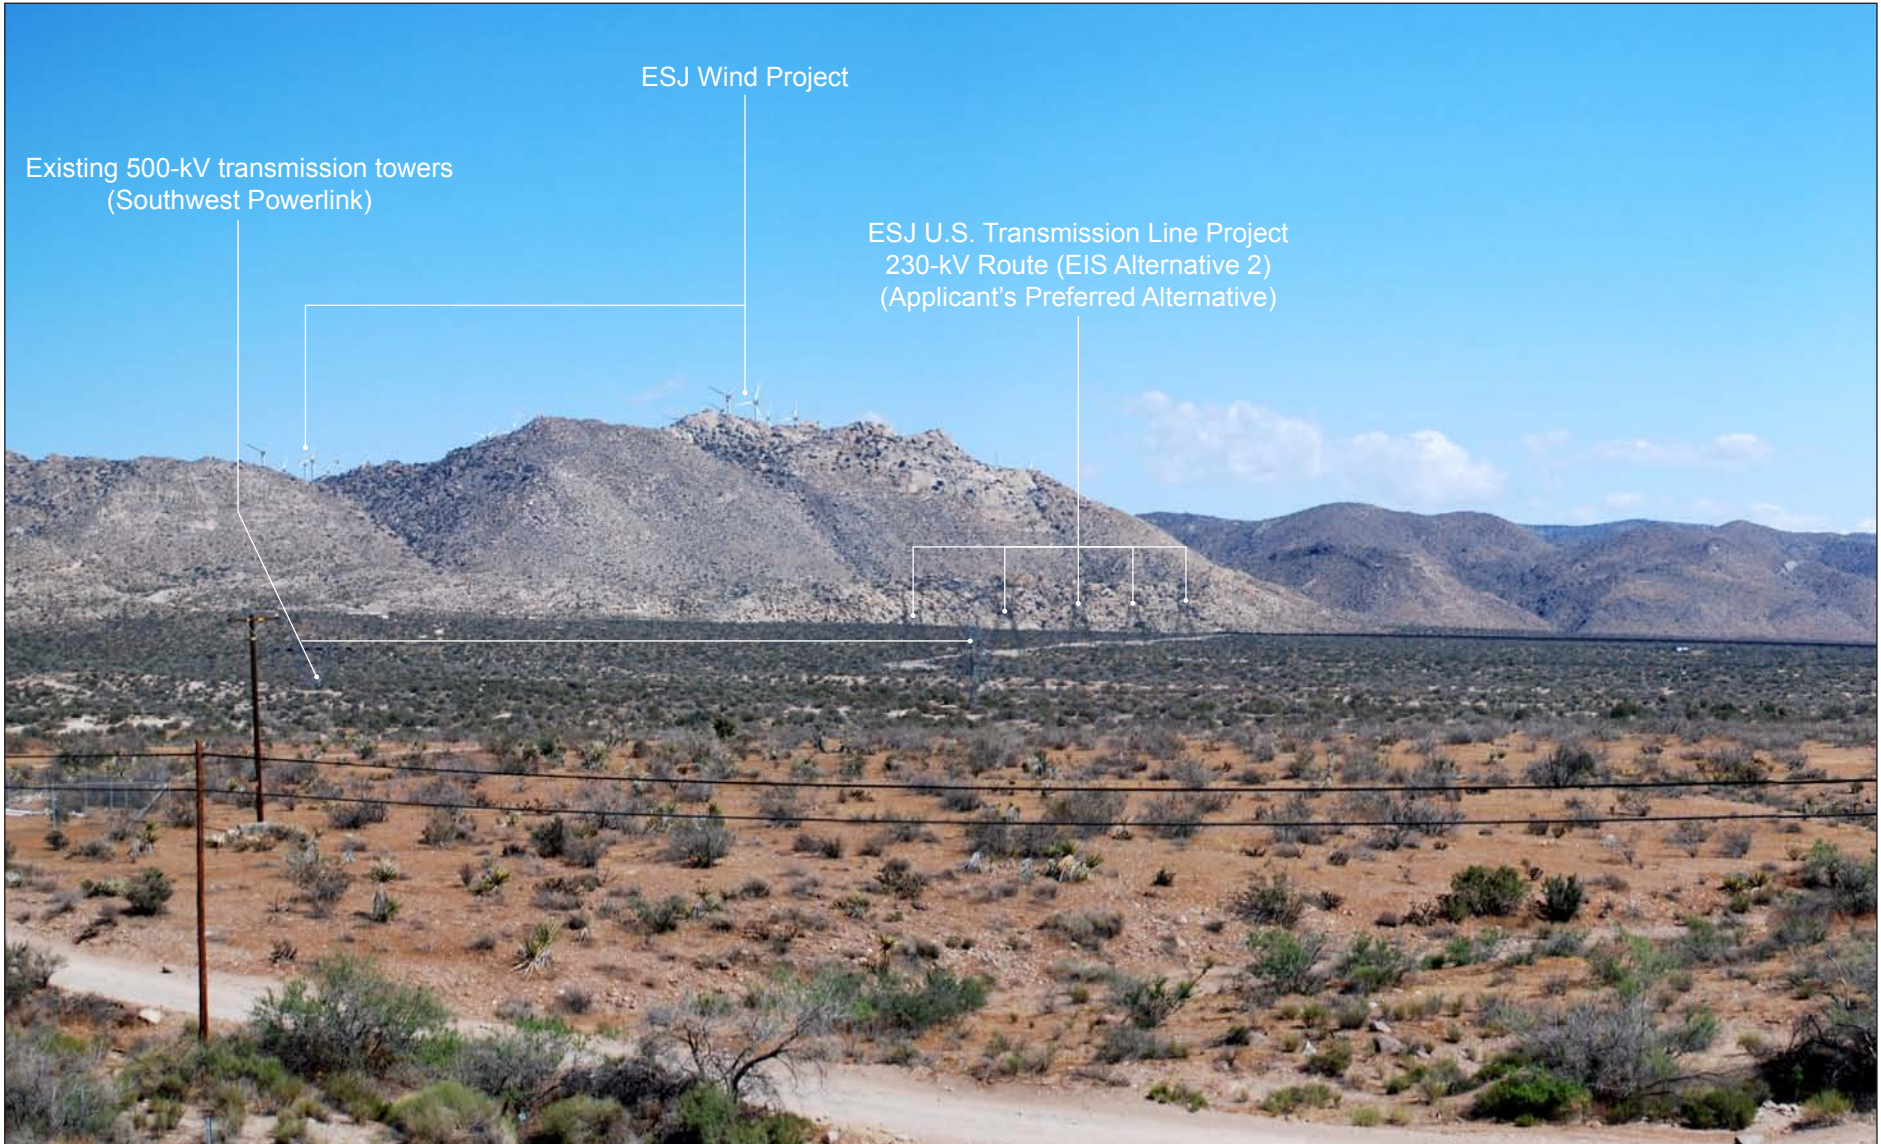 ESJ Wind Project
Existing 500-kV transmission towers
(Southwest Powerlink)
ESJ U.S. Transmission Line Project
230-kV Route (EIS Alternative 2)
(Applicant’s Preferred Alternative)